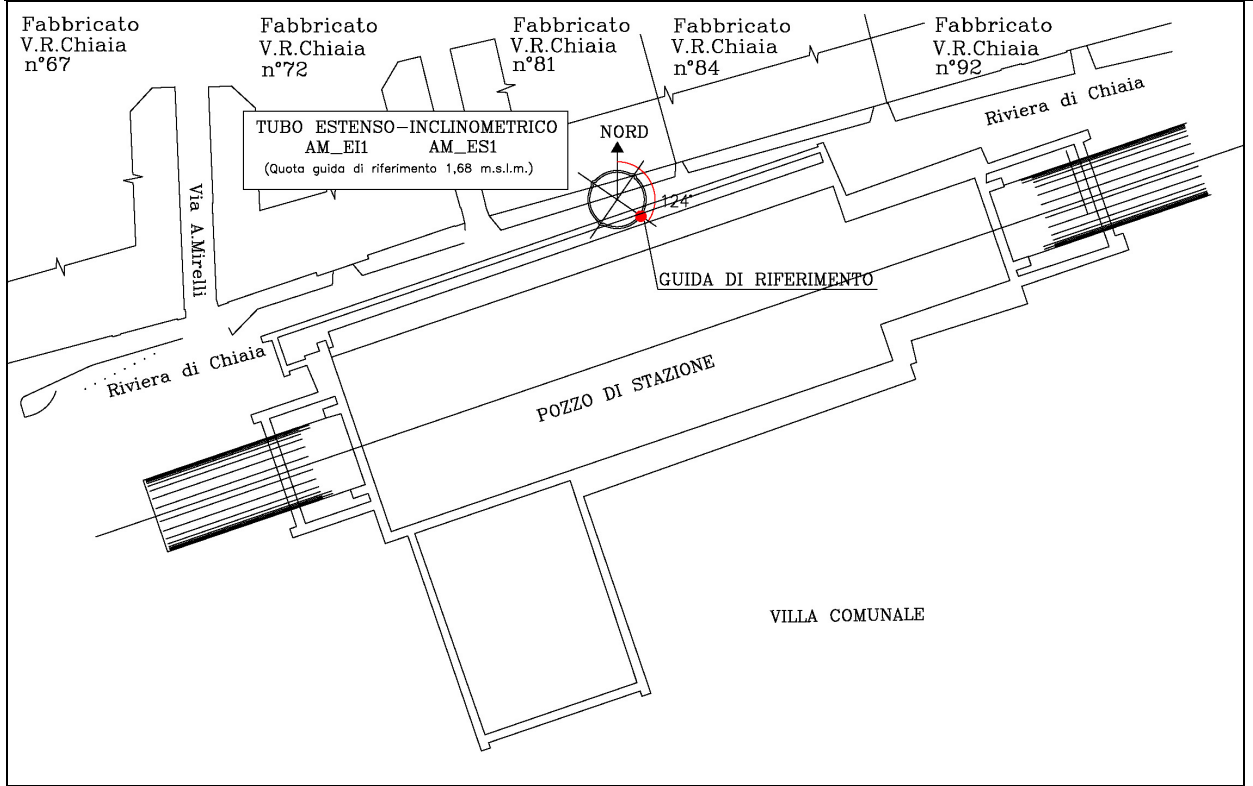 Fabbricato
V.R.Chiaia
n°67
Fabbricato
V.R.Chiaia
n°72
Fabbricato
V.R.Chiaia
n°81
Fabbricato
V.R.Chiaia
n°84
Fabbricato
V.R.Chiaia
n°92
Riviera di Chiaia
TUBO ESTENSO-INCLINOMETRICO
AM_EI1 AM_ES1
(Quota guida di riferimento 1,68 m.s.l.m.)
NORD
124°
Via A.Mirelli
GUIDA DI RIFERIMENTO
Riviera di Chiaia
POZZO DI STAZIONE
VILLA COMUNALE